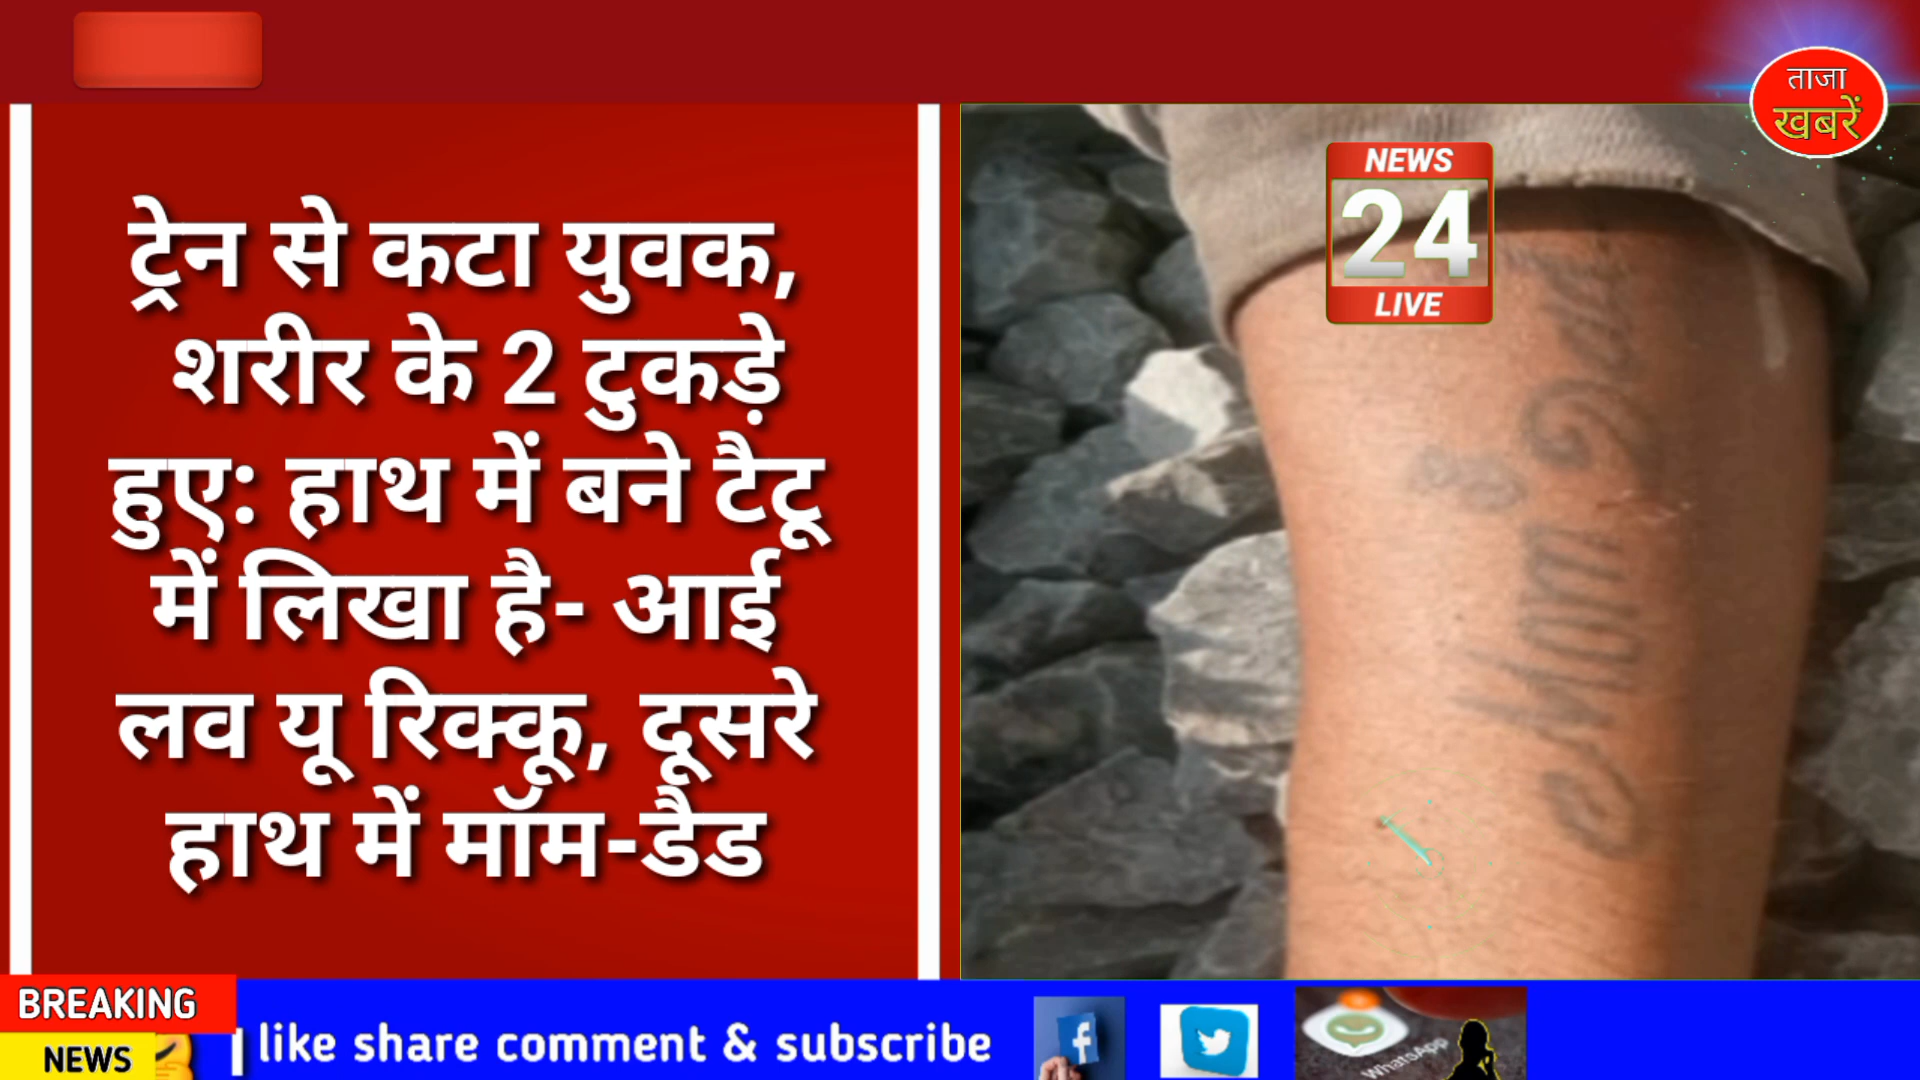 ताजा
खबरें
NEWS
24
LIVE
ट्रेन से कटा युवक,
शरीर के 2 टुकड़े
हुए: हाथ में बने टैटू
में लिखा है- आई
लव यू रिक्कू, दूसरे
हाथ में मॉम-डैड
BREAKING
NEWS
like share comment & subscribe
WhatsApp